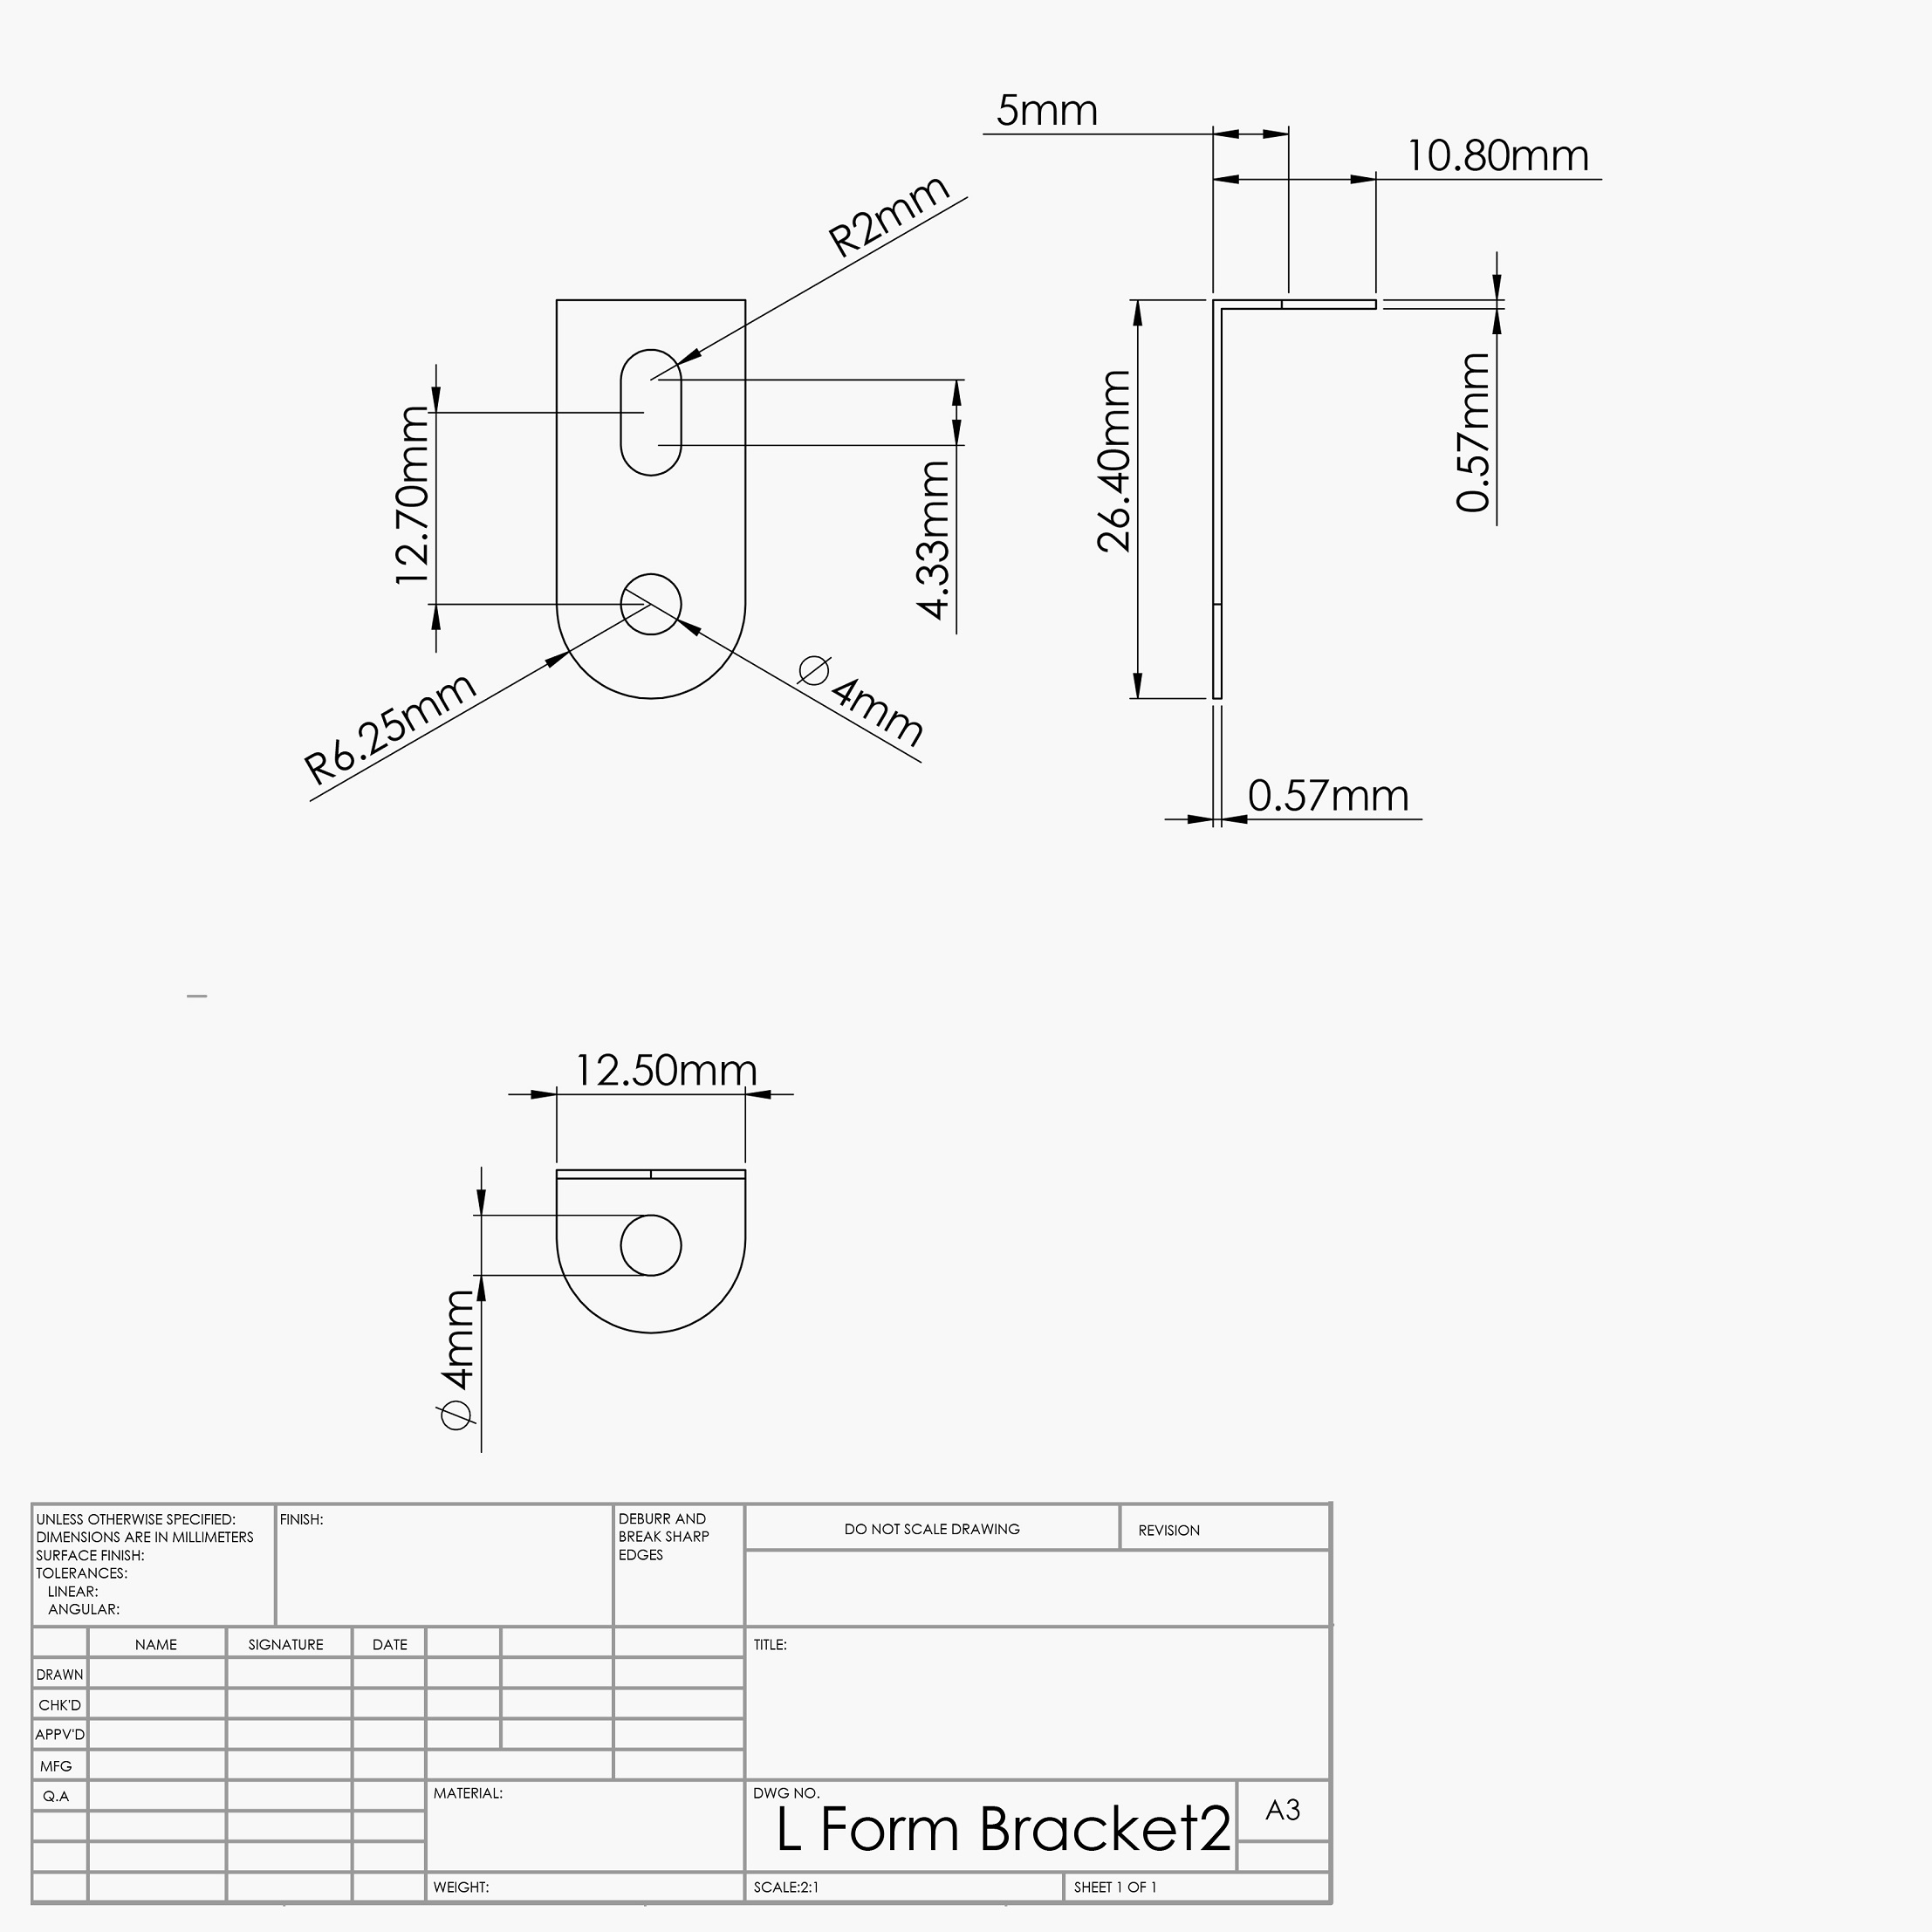 5mm
10.80mm
R2mm
12.70mm
4.33mm
26.40mm
0.57mm
R6.25mm
∅ 4mm
0.57mm
12.50mm
∅ 4mm
UNLESS OTHERWISE SPECIFIED:
DIMENSIONS ARE IN MILLIMETERS
SURFACE FINISH:
TOLERANCES:
LINEAR:
ANGULAR:
FINISH:
DEBURR AND
BREAK SHARP
EDGES
DO NOT SCALE DRAWING
REVISION
NAME
SIGNATURE
DATE
DRAWN
CHK'D
APPV'D
MFG
Q.A
TITLE:
MATERIAL:
DWG NO.
L Form Bracket2
A3
WEIGHT:
SCALE:2:1
SHEET 1 OF 1